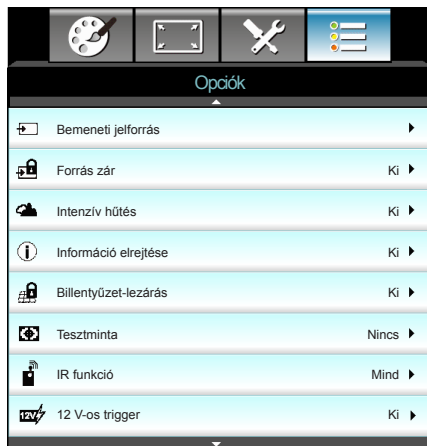 Opciók
Bemeneti jelforrás
Forrás zár Ki
Intenzív hűtés Ki
Információ elrejtése Ki
Billentyűzet-lezárás Ki
Tesztminta Nincs
IR funkció Mind
12V 12 V-os trigger Ki